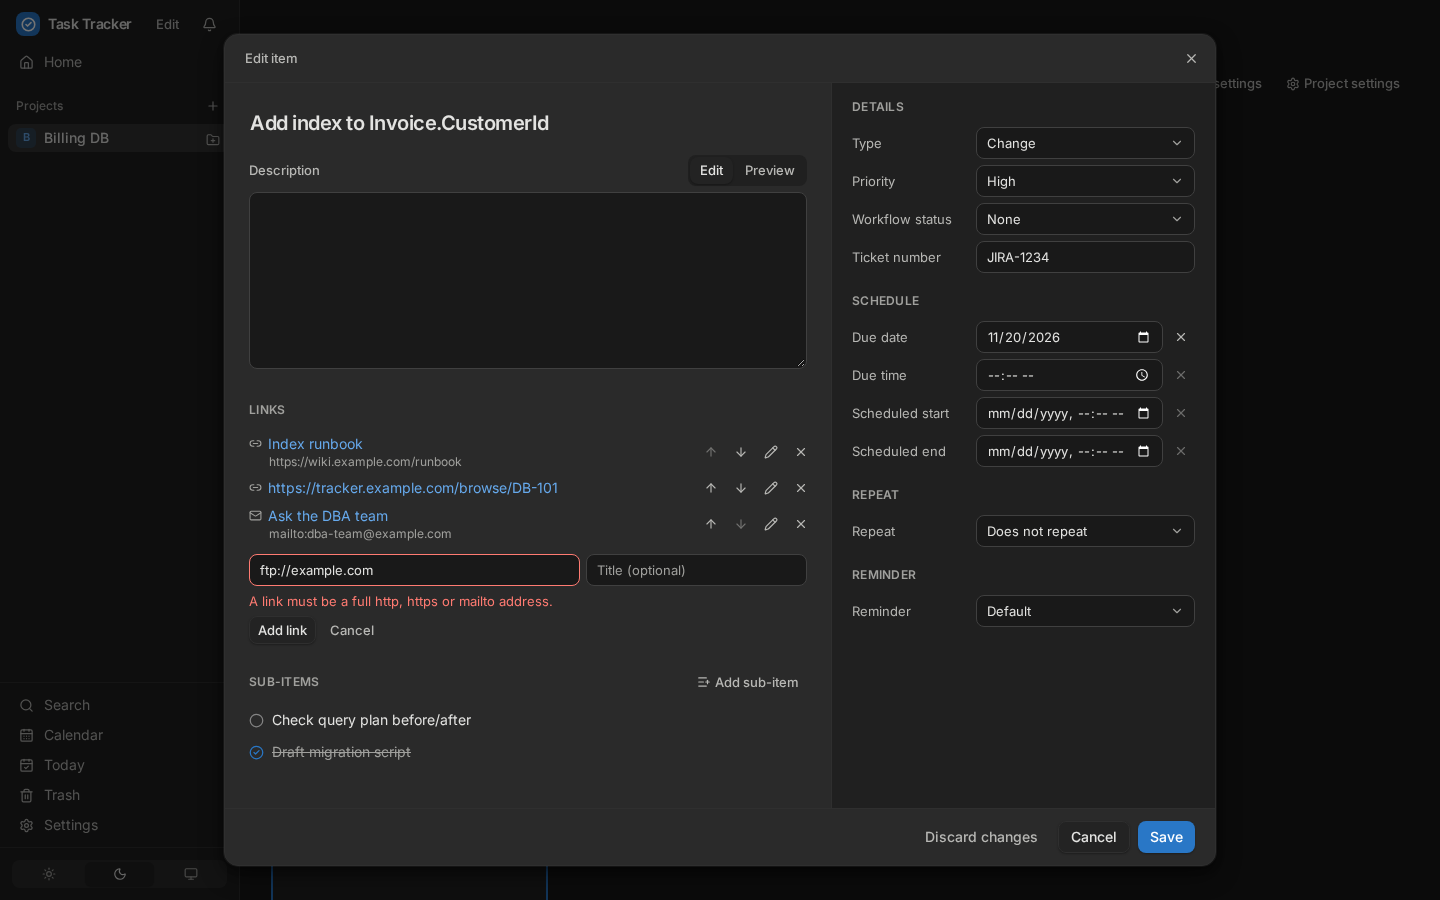 Task Tracker
Edit
Home
Projects
B
Billing DB
Search
Calendar
Today
Trash
Settings
settings
Project settings
Edit item
Add index to Invoice.CustomerId
Description
Edit
Preview
LINKS
Index runbook
https://wiki.example.com/runbook
https://tracker.example.com/browse/DB-101
Ask the DBA team
mailto:dba-team@example.com
ftp://example.com
Title (optional)
A link must be a full http, https or mailto address.
Add link
Cancel
SUB-ITEMS
Add sub-item
Check query plan before/after
Draft migration script
DETAILS
Type
Change
Priority
High
Workflow status
None
Ticket number
JIRA-1234
SCHEDULE
Due date
11/20/2026
Due time
--:-- --
Scheduled start
mm/dd/yyyy, --:-- --
Scheduled end
mm/dd/yyyy, --:-- --
REPEAT
Repeat
Does not repeat
REMINDER
Reminder
Default
Discard changes
Cancel
Save